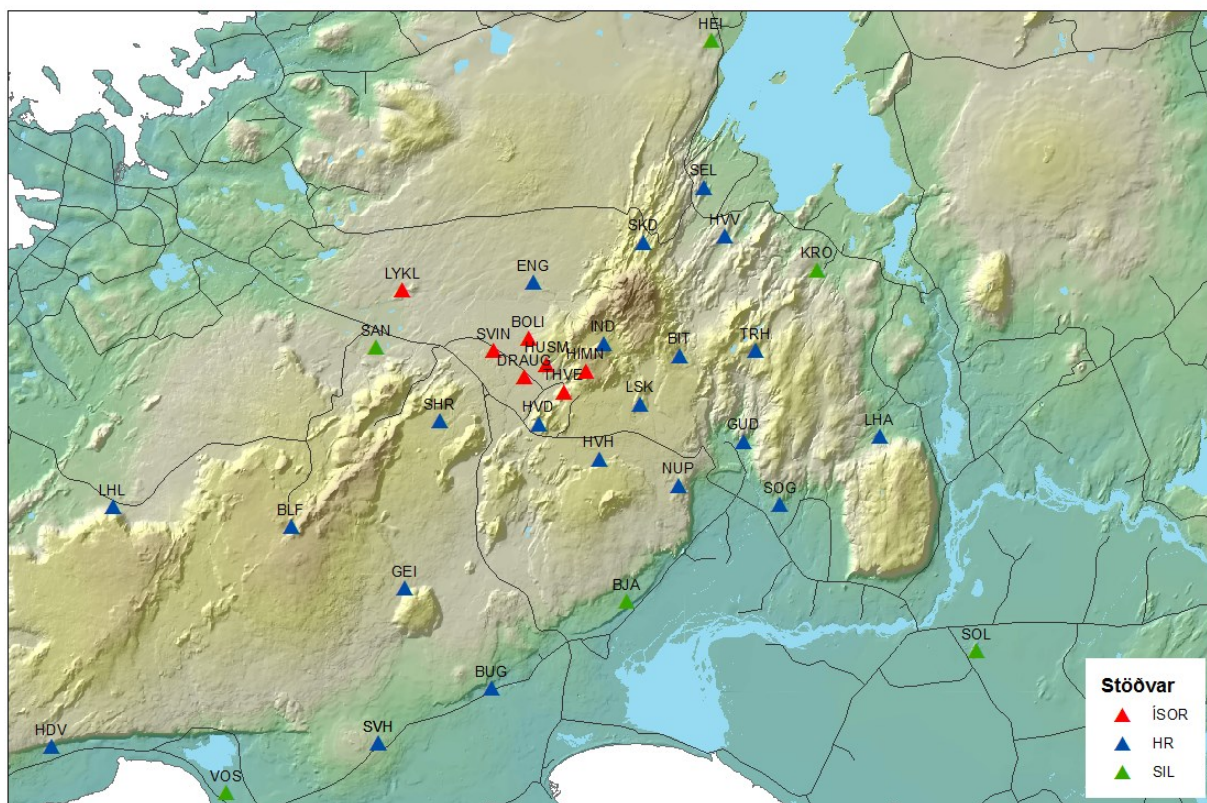 HEL
SEL
HVV
SKD
KRO
ENG
LYKL
BOLI
IND
SAN
SVIN
HUSM
HIMN
BIT
TRH
DRAUG
THVE
LSK
SHR
HVD
GUD
LHA
HVH
NUP
LHL
BLF
SOG
GEI
BJA
SOL
BUG
HDV
SVH
VOS
Stöðvar
ÍSOR
HR
SIL